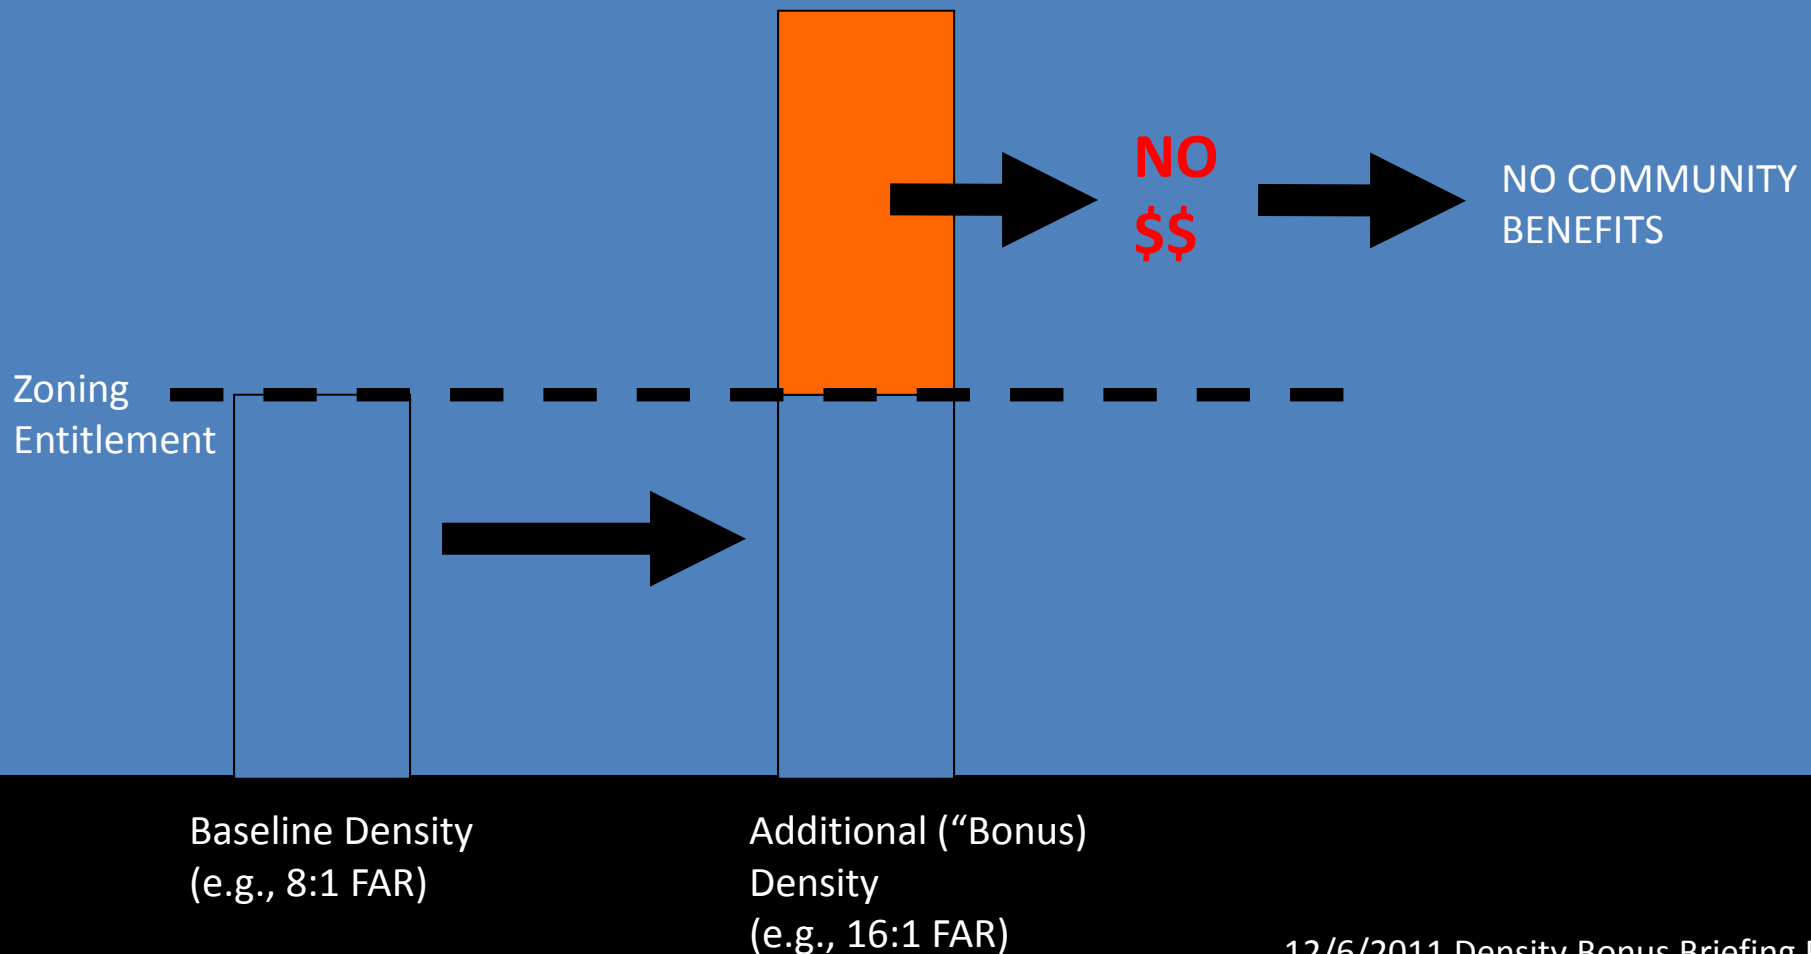 NO
$$
NO COMMUNITY
BENEFITS
Zoning
Entitlement
Baseline Density
(e.g., 8:1 FAR)
Additional (“Bonus)
Density
(e.g., 16:1 FAR)
12/6/2011 Density Bonus Briefing